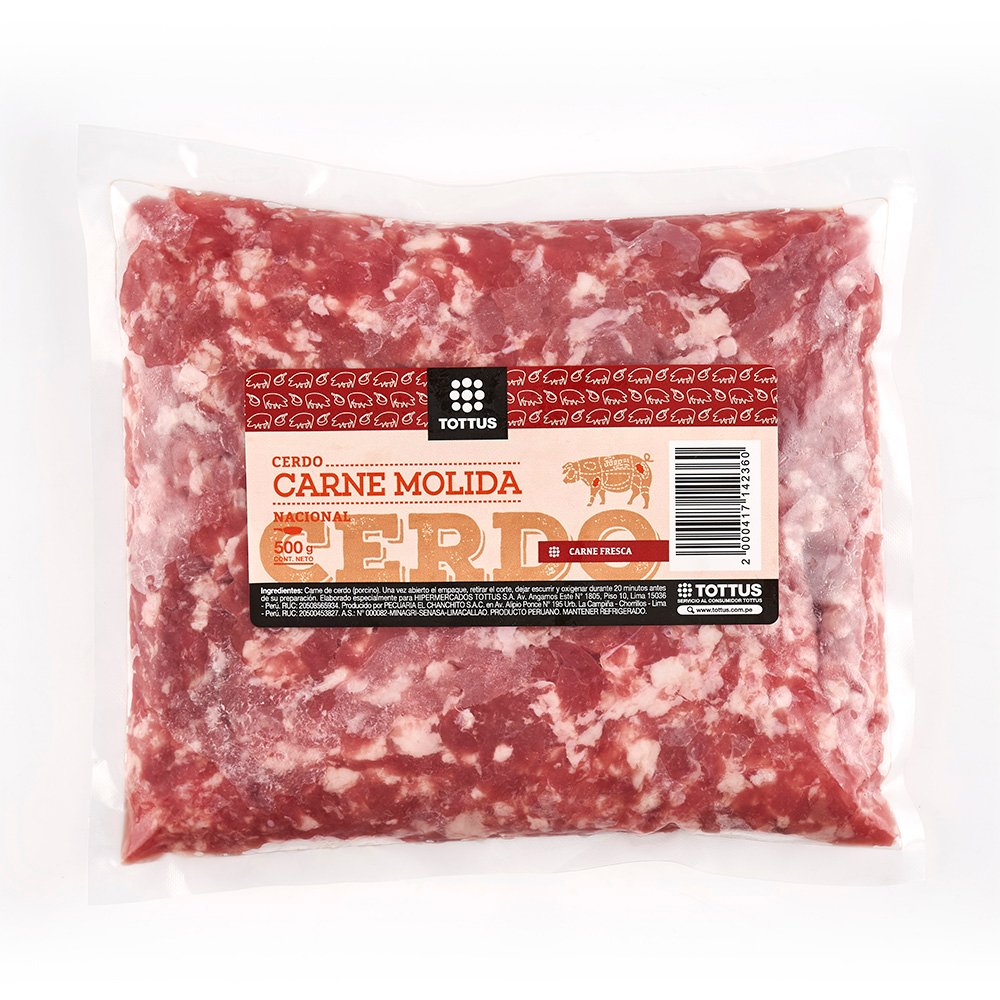 TOTTUS
CERDO
CARNE MOLIDA
NACIONAL
CERDO
500 g
CONT. NETO
CARNE FRESCA
2 000417 142360
Ingredientes: Carne de cerdo (porcino). Una vez abierto el empaque, retirar el corte, dejar escurrir y oxigenar durante 20 minutos antes
de su preparación. Elaborado especialmente para HIPERMERCADOS TOTTUS S.A. Av. Angamos Este N° 1805, Piso 10, Lima 15036
- Perú. RUC: 20508565934. Producido por PECUARIA EL CHANCHITO S.A.C. en Av. Alipio Ponce N° 195 Urb. La Campiña - Chorrillos - Lima
- Perú. RUC: 20500453827. A.S.: N° 000082-MINAGRI-SENASA-LIMACALLAO. PRODUCTO PERUANO. MANTENER REFRIGERADO.
TOTTUS
SERVICIO AL CONSUMIDOR TOTTUS
www.tottus.com.pe